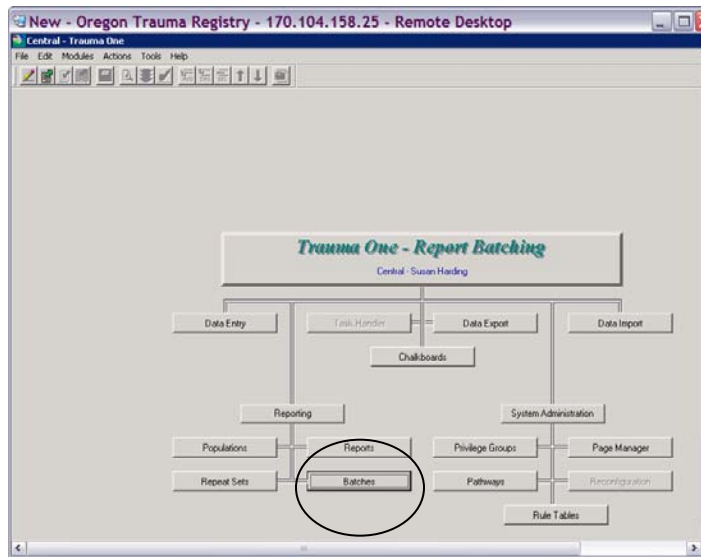 New - Oregon Trauma Registry - 170.104.158.25 - Remote Desktop
Central - Trauma One
File Edit Modules Actions Tools Help
Trauma One - Report Batching
Central - Susan Harding
Data Entry Task Handler Data Export Data Import
Chalkboards
Reporting System Administration
Populations Reports Privilege Groups Page Manager
Repeat Sets Batches Pathways Reconfiguration
Rule Tables